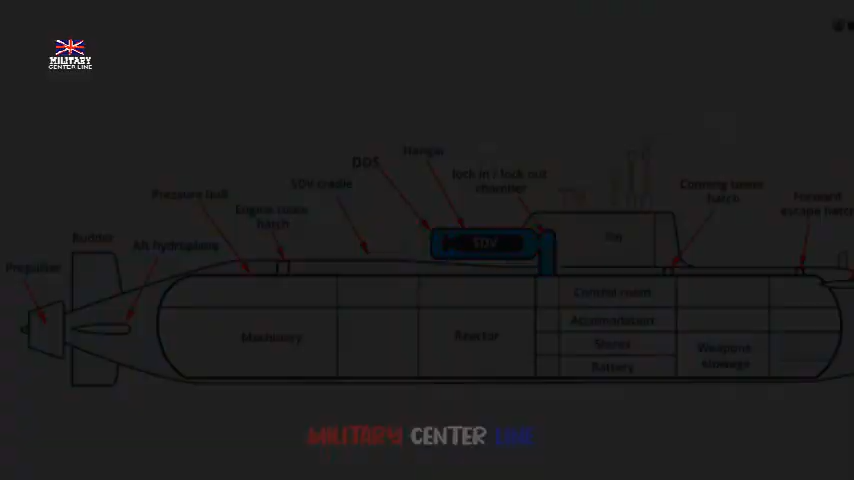 MILITARY
CENTER LINE
Hangar
DDS
lock in / lock out
chamber
SDV cradle
Conning tower
hatch
Pressure hull
Forward
escape hatch
Engine room
hatch
Rudder
Aft hydroplane
SDV
Fin
Propulsor
Control room
Accomodation
Machinery
Reactor
Stores
Weapons
stowage
Battery
MILITARY CENTER LINE